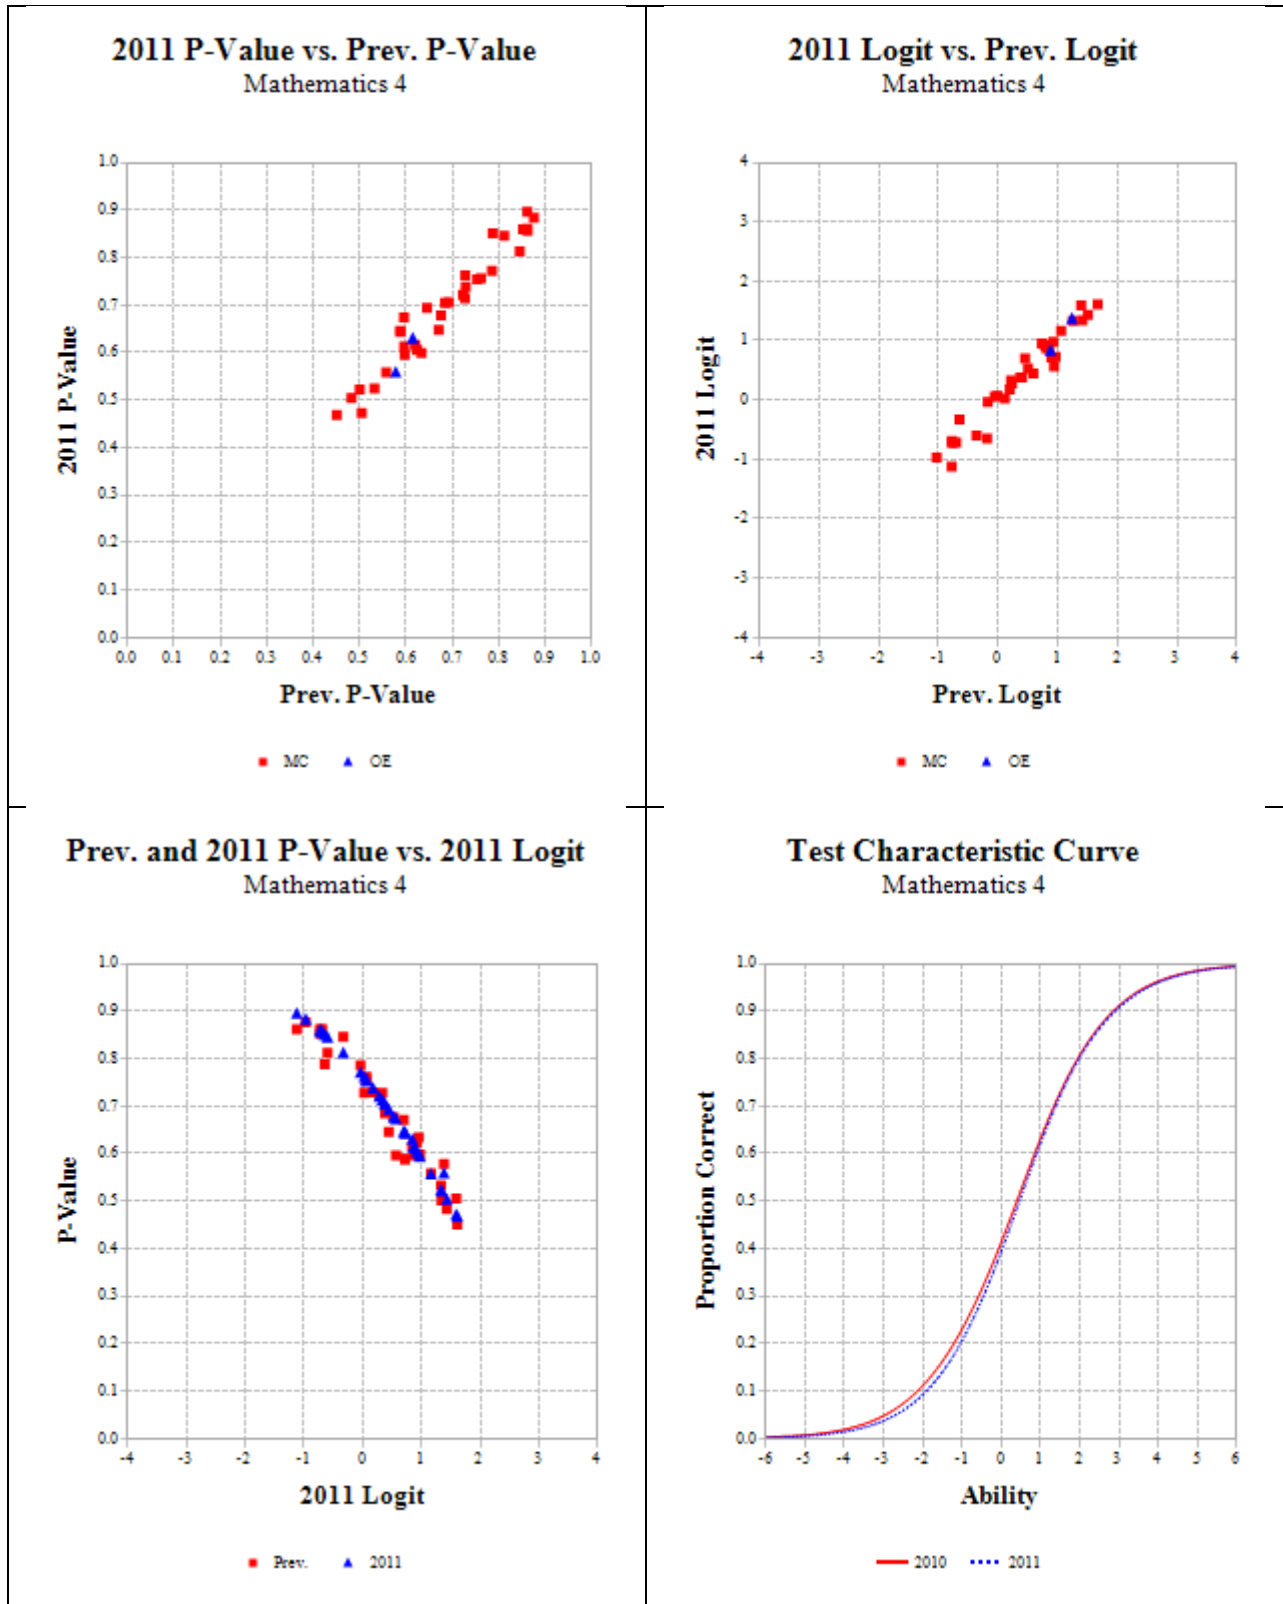 2011 P-Value vs. Prev. P-Value
Mathematics 4
1.0
0.9
0.8
0.7
0.6
0.5
0.4
0.3
0.2
0.1
0.0
2011 P-Value
0.0 0.1 0.2 0.3 0.4 0.5 0.6 0.7 0.8 0.9 1.0
Prev. P-Value
MC OE
2011 Logit vs. Prev. Logit
Mathematics 4
4
3
2
1
0
-1
-2
-3
-4
2011 Logit
-4 -3 -2 -1 0 1 2 3 4
Prev. Logit
MC OE
Prev. and 2011 P-Value vs. 2011 Logit
Mathematics 4
1.0
0.9
0.8
0.7
0.6
0.5
0.4
0.3
0.2
0.1
0.0
P-Value
-4 -3 -2 -1 0 1 2 3 4
2011 Logit
Prev. 2011
Test Characteristic Curve
Mathematics 4
1.0
0.9
0.8
0.7
0.6
0.5
0.4
0.3
0.2
0.1
0.0
Proportion Correct
-6 -5 -4 -3 -2 -1 0 1 2 3 4 5 6
Ability
2010 2011